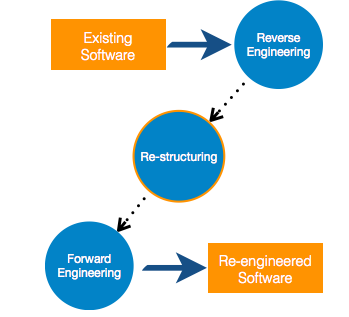 Existing
Software
Reverse
Engineering
Re-structuring
Forward
Engineering
Re-engineered
Software